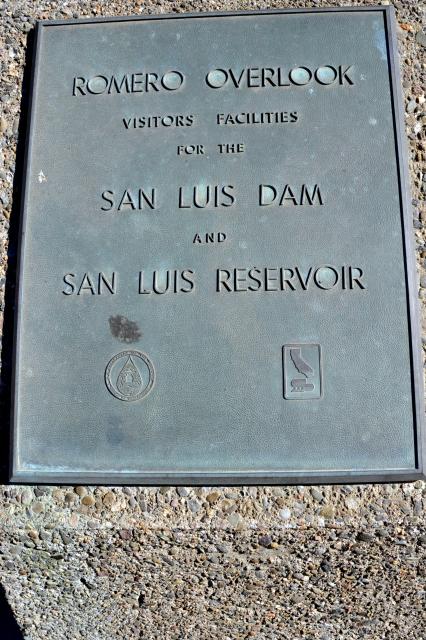 ROMERO OVERLOOK
VISITORS FACILITIES
FOR THE
SAN LUIS DAM
AND
SAN LUIS RESERVOIR